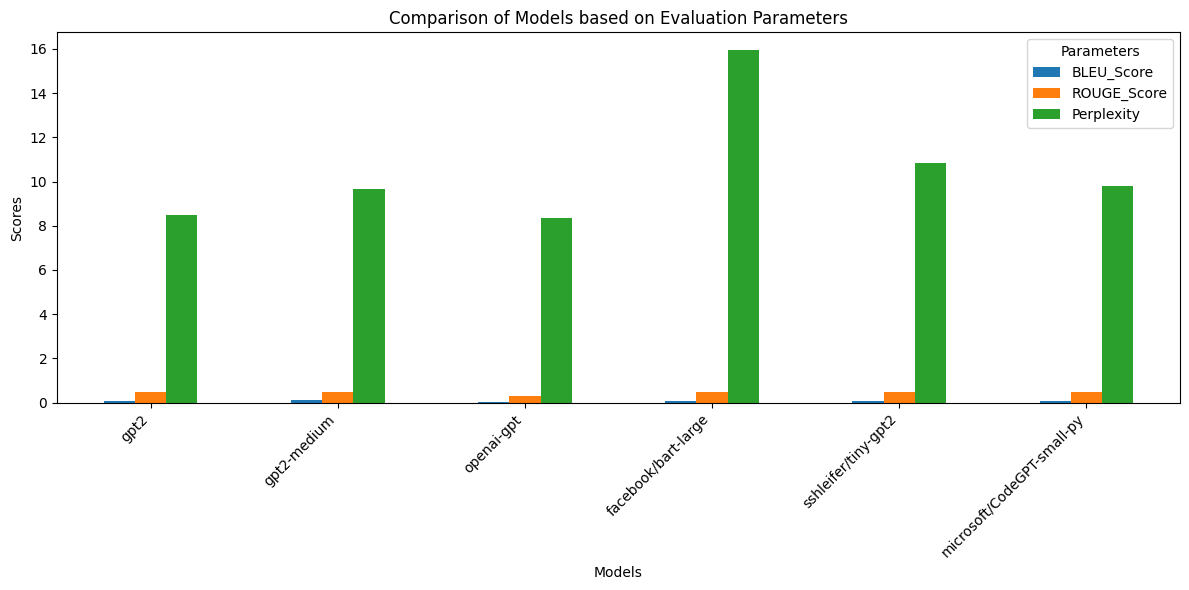 Comparison of Models based on Evaluation Parameters
Parameters
BLEU_Score
ROUGE_Score
Perplexity
Scores
16
14
12
10
8
6
4
2
0
gpt2
gpt2-medium
openai-gpt
facebook/bart-large
sshleifer/tiny-gpt2
microsoft/CodeGPT-small-py
Models